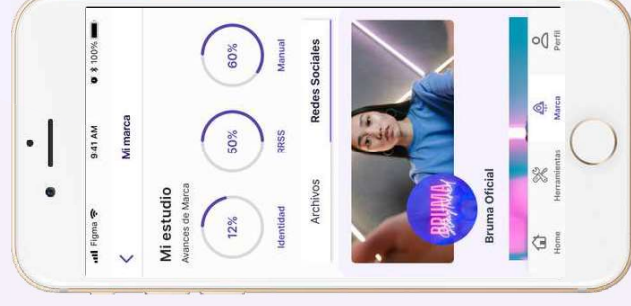 Figma 9:41 AM 100%
Mi marca
Mi estudio
Avances de Marca
12% 50% 60%
Identidad RRSS Manual
Archivos Redes Sociales
BRUMA
Bruma Oficial
Home Herramientas Marca Perfil